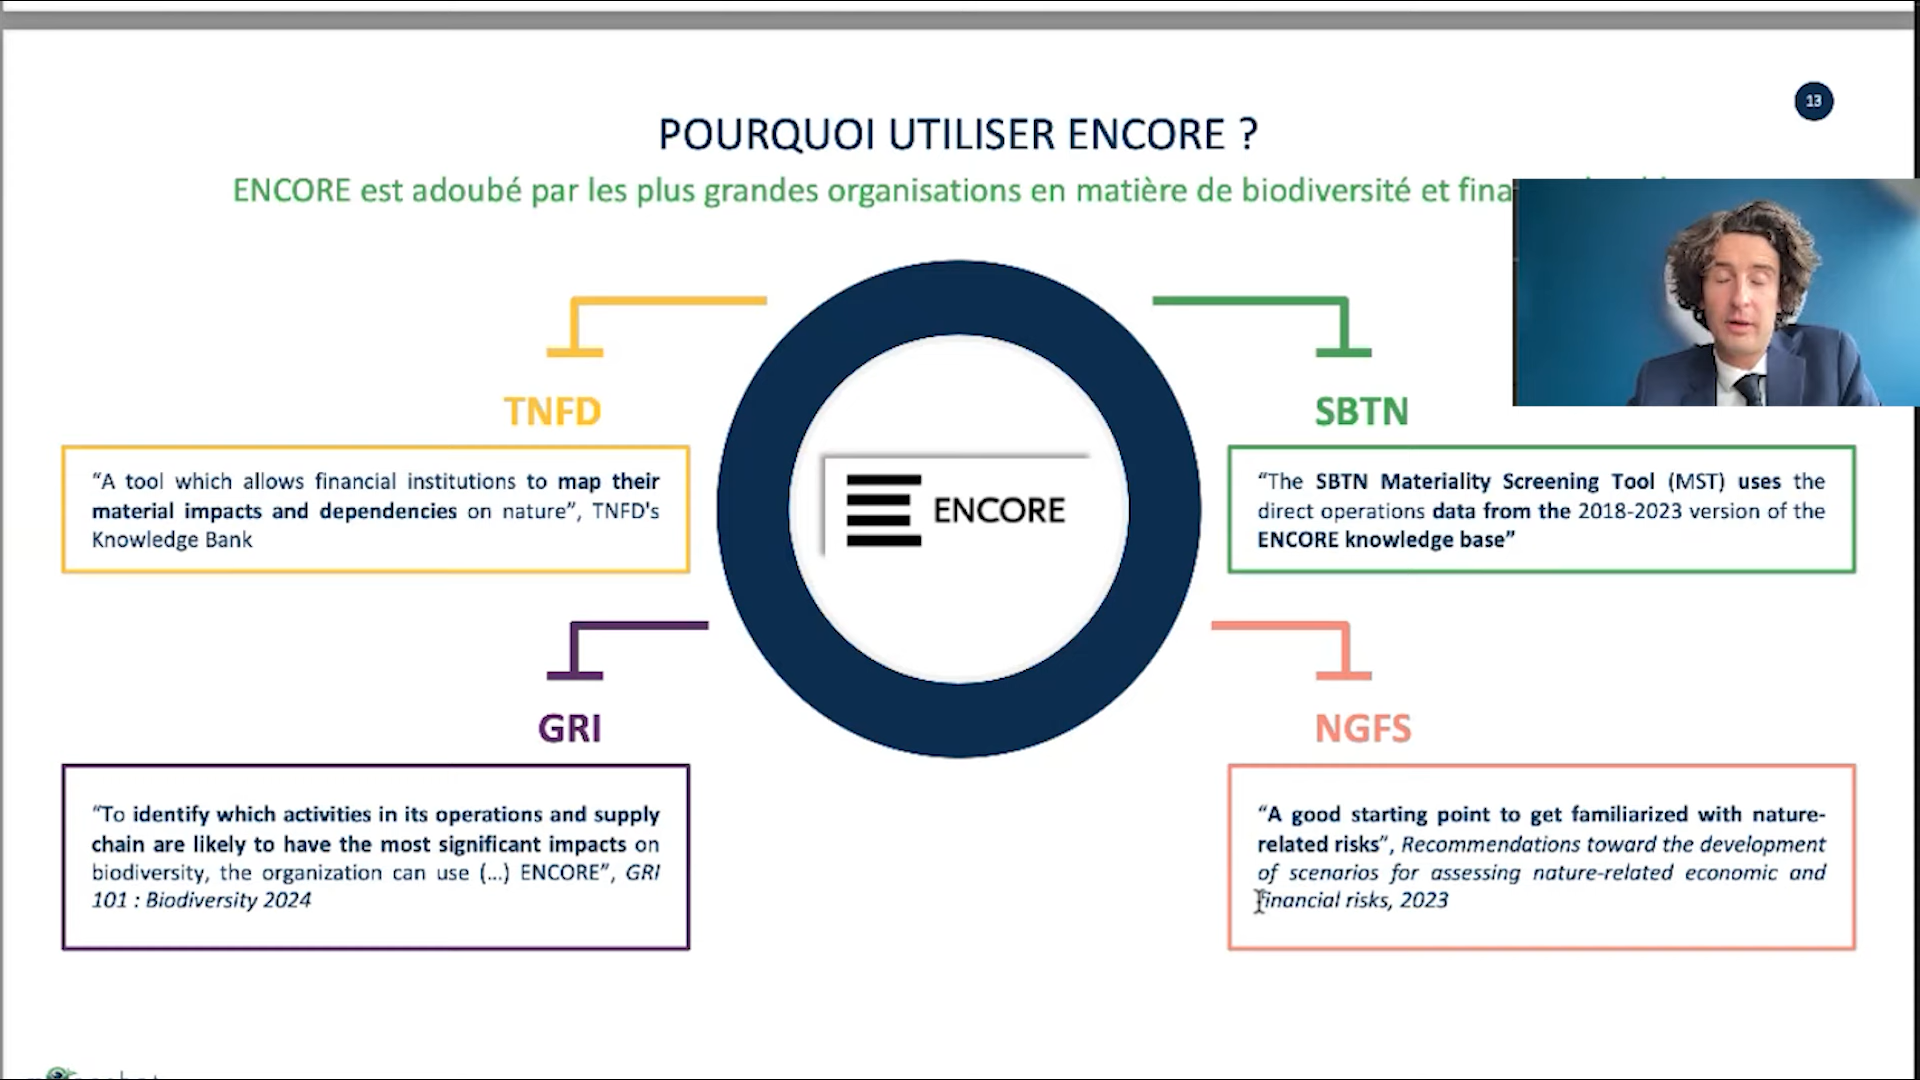 13
POURQUOI UTILISER ENCORE ?
ENCORE est adoubé par les plus grandes organisations en matière de biodiversité et
TNFD
“A tool which allows financial institutions to map their
material impacts and dependencies on nature”, TNFD's
Knowledge Bank
SBTN
“The SBTN Materiality Screening Tool (MST) uses the
direct operations data from the 2018-2023 version of the
ENCORE knowledge base”
ENCORE
GRI
“To identify which activities in its operations and supply
chain are likely to have the most significant impacts on
biodiversity, the organization can use (...) ENCORE”, GRI
101 : Biodiversity 2024
NGFS
“A good starting point to get familiarized with nature-
related risks”, Recommendations toward the development
of scenarios for assessing nature-related economic and
financial risks, 2023